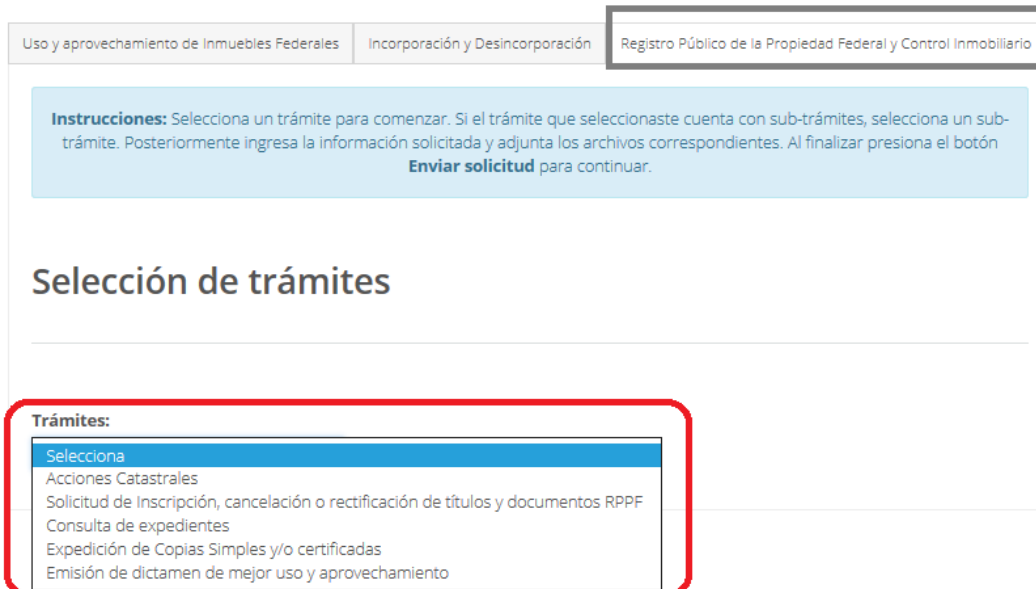 Uso y aprovechamiento de Inmuebles Federales
Incorporación y Desincorporación
Registro Público de la Propiedad Federal y Control Inmobiliario
Instrucciones: Selecciona un trámite para comenzar. Si el trámite que seleccionaste cuenta con sub-trámites, selecciona un sub-
trámite. Posteriormente ingresa la información solicitada y adjunta los archivos correspondientes. Al finalizar presiona el botón
Enviar solicitud para continuar.
Selección de trámites
Trámites:
Selecciona
Acciones Catastrales
Solicitud de Inscripción, cancelación o rectificación de títulos y documentos RPPF
Consulta de expedientes
Expedición de Copias Simples y/o certificadas
Emisión de dictamen de mejor uso y aprovechamiento